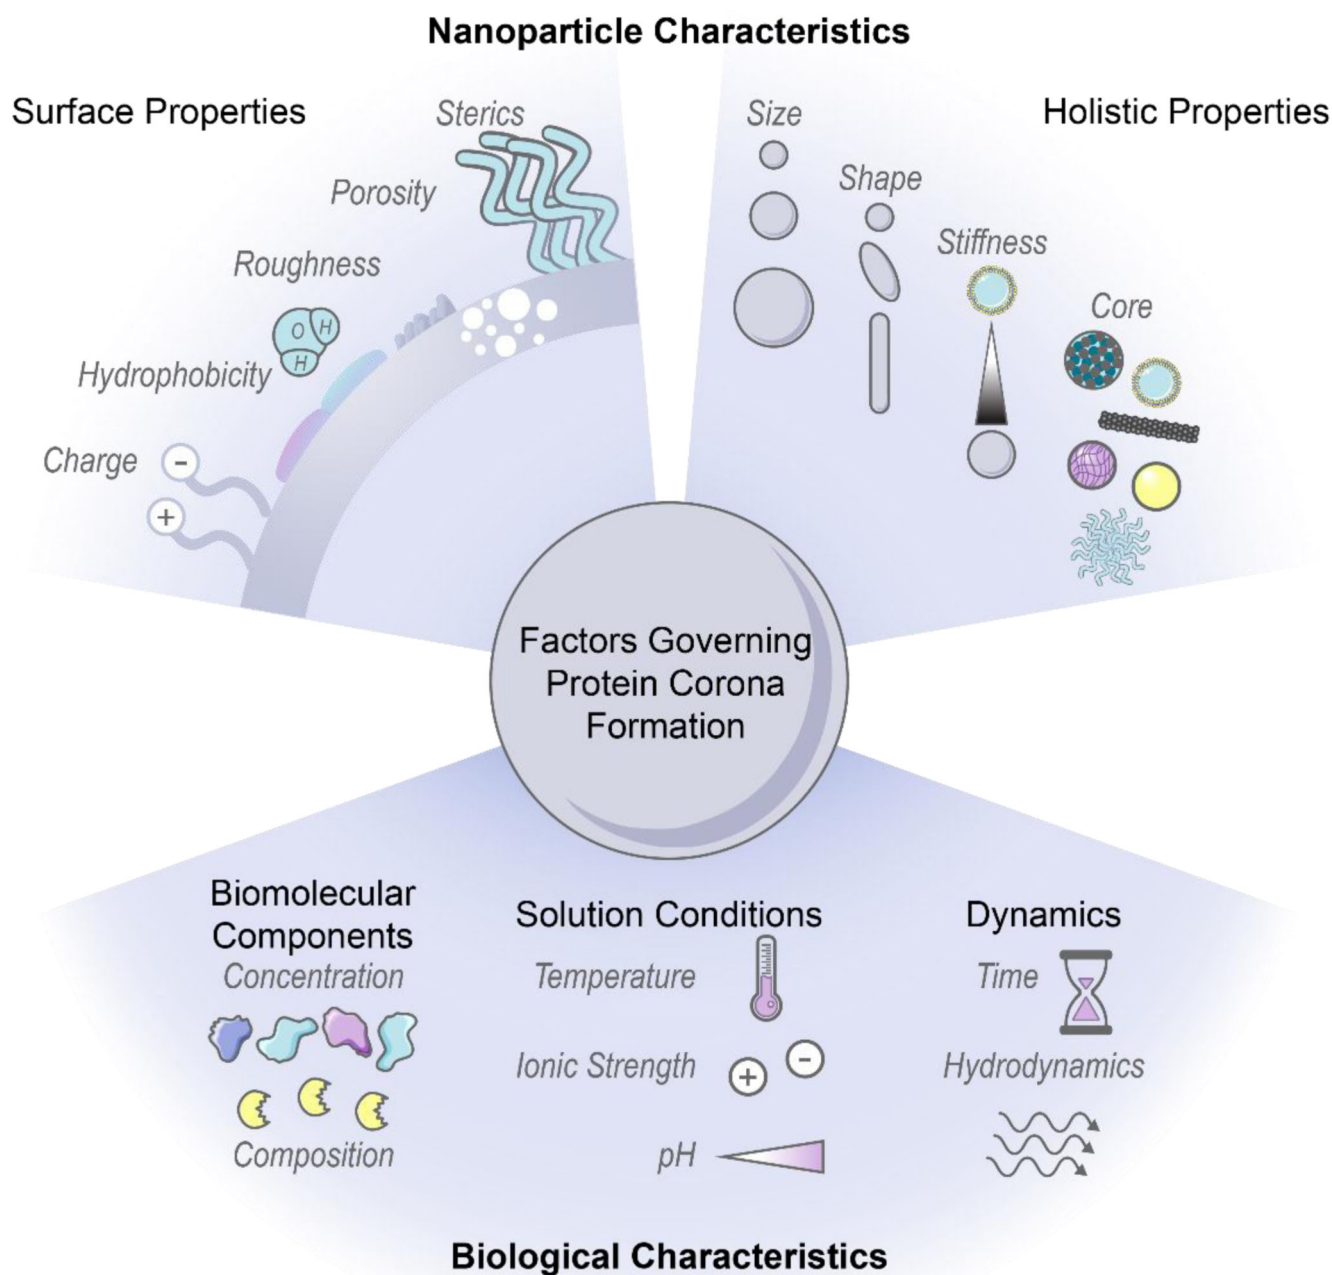 Nanoparticle Characteristics
Surface Properties
Sterics
Porosity
Roughness
O H
H
Hydrophobicity
Charge
-
+
Holistic Properties
Size
Shape
Stiffness
Core
Factors Governing
Protein Corona
Formation
Biomolecular
Components
Concentration
Composition
Solution Conditions
Temperature
Ionic Strength
+ -
pH
Dynamics
Time
Hydrodynamics
Biological Characteristics